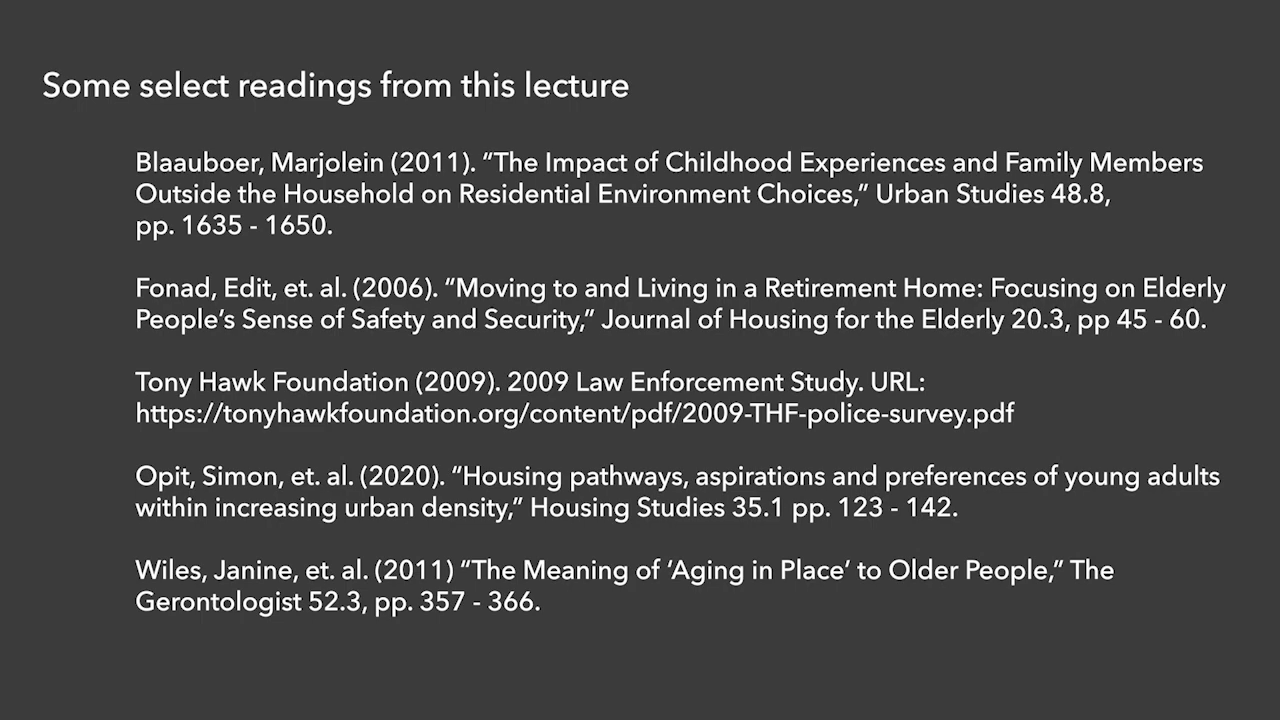 Some select readings from this lecture
Blaauboer, Marjolein (2011). “The Impact of Childhood Experiences and Family Members
Outside the Household on Residential Environment Choices,” Urban Studies 48.8,
pp. 1635 - 1650.
Fonad, Edit, et. al. (2006). “Moving to and Living in a Retirement Home: Focusing on Elderly
People’s Sense of Safety and Security,” Journal of Housing for the Elderly 20.3, pp 45 - 60.
Tony Hawk Foundation (2009). 2009 Law Enforcement Study. URL:
https://tonyhawkfoundation.org/content/pdf/2009-THF-police-survey.pdf
Opit, Simon, et. al. (2020). “Housing pathways, aspirations and preferences of young adults
within increasing urban density,” Housing Studies 35.1 pp. 123 - 142.
Wiles, Janine, et. al. (2011) “The Meaning of ‘Aging in Place’ to Older People,” The
Gerontologist 52.3, pp. 357 - 366.